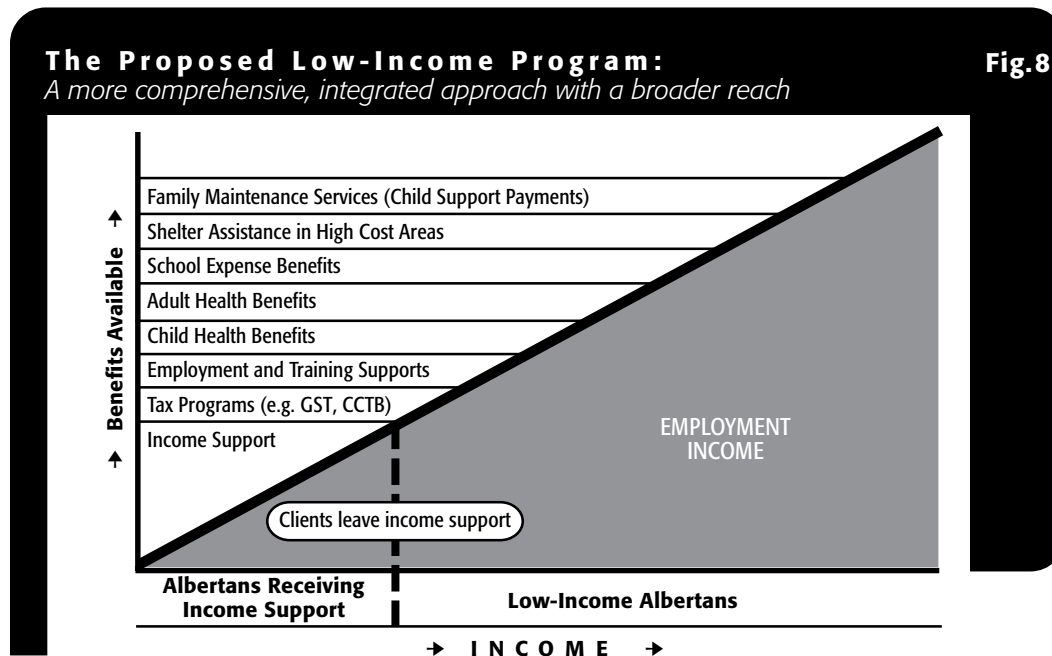 The Proposed Low-Income Program:
Fig.8
A more comprehensive, integrated approach with a broader reach
Benefits Available
Family Maintenance Services (Child Support Payments)
Shelter Assistance in High Cost Areas
School Expense Benefits
Adult Health Benefits
Child Health Benefits
Employment and Training Supports
Tax Programs (e.g. GST, CCTB)
Income Support
EMPLOYMENT
INCOME
Clients leave income support
Albertans Receiving
Income Support
Low-Income Albertans
INCOME